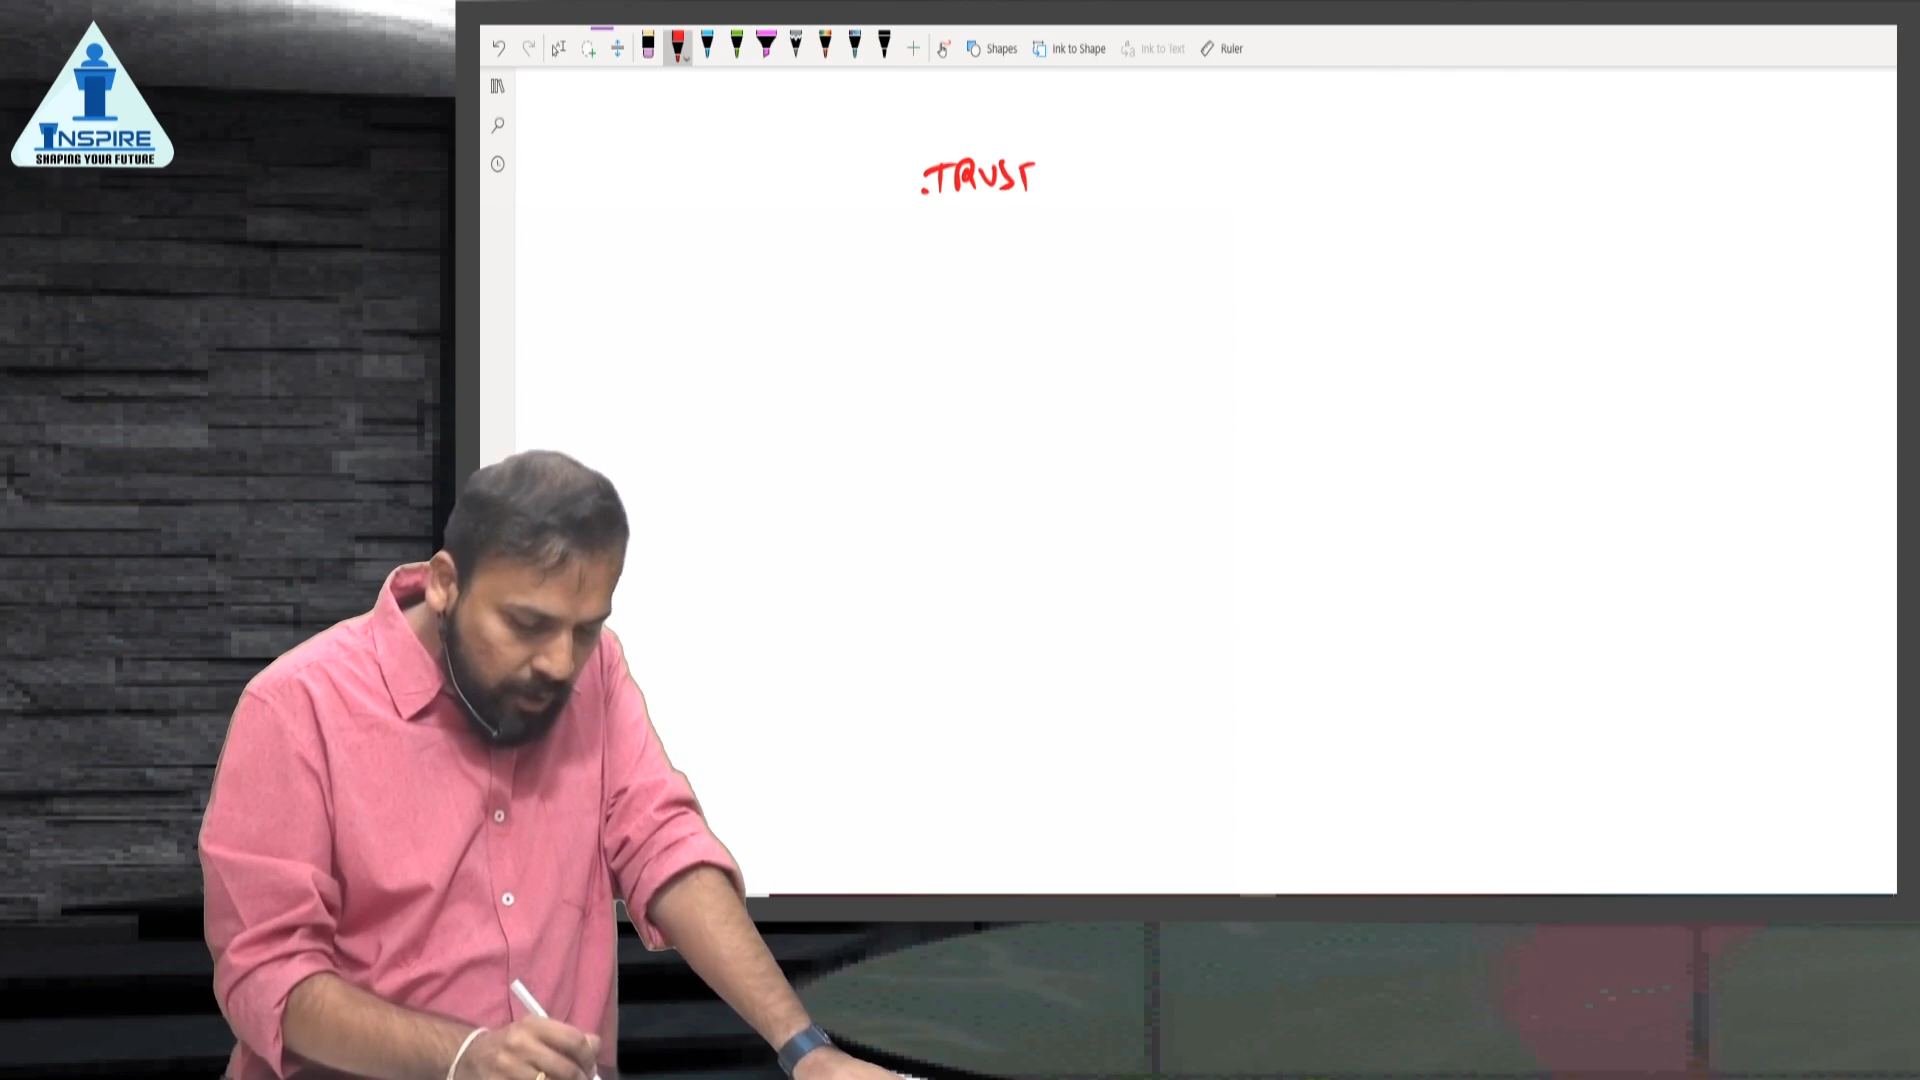 INSPIRE
SHAPING YOUR FUTURE
Shapes
Ink to Shape
Ink to Text
Ruler
.TRUST